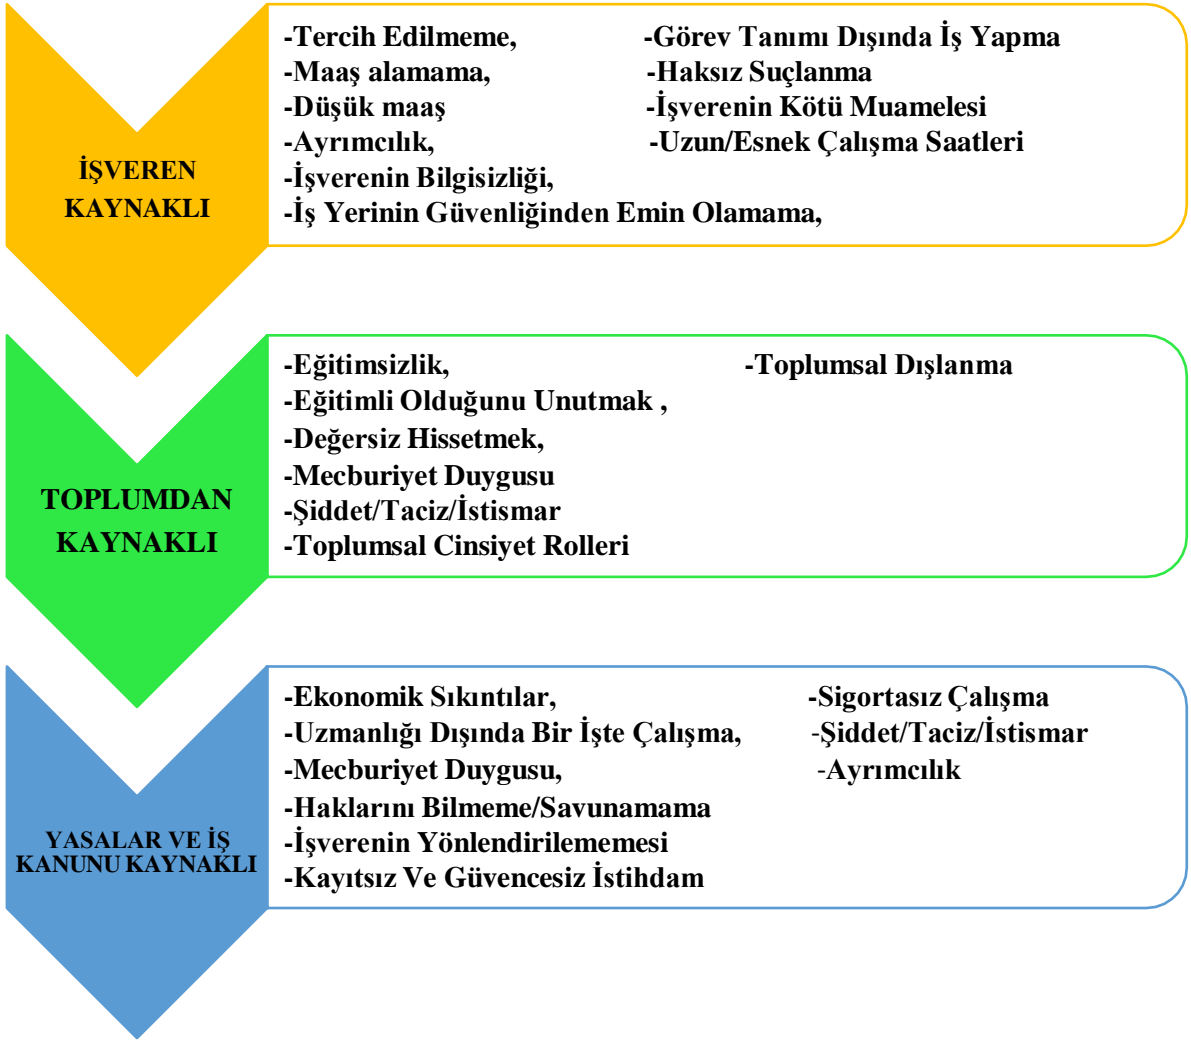 İŞVEREN
KAYNAKLI
-Tercih Edilmeme, -Görev Tanımı Dışında İş Yapma
-Maaş alamama, -Haksız Suçlanma
-Düşük maaş -İşverenin Kötü Muamelesi
-Ayrımcılık, -Uzun/Esnek Çalışma Saatleri
-İşverenin Bilgisizliği,
-İş Yerinin Güvenliğinden Emin Olamama,
TOPLUMDAN
KAYNAKLI
-Eğitimsizlik, -Toplumsal Dışlanma
-Eğitimli Olduğunu Unutmak ,
-Değersiz Hissetmek,
-Mecburiyet Duygusu
-Şiddet/Taciz/İstismar
-Toplumsal Cinsiyet Rolleri
YASALAR VE İŞ
KANUNU KAYNAKLI
-Ekonomik Sıkıntılar, -Sigortasız Çalışma
-Uzmanlığı Dışında Bir İşte Çalışma, -Şiddet/Taciz/İstismar
-Mecburiyet Duygusu, -Ayrımcılık
-Haklarını Bilmeme/Savunamama
-İşverenin Yönlendirilememesi
-Kayıtsız Ve Güvencesiz İstihdam